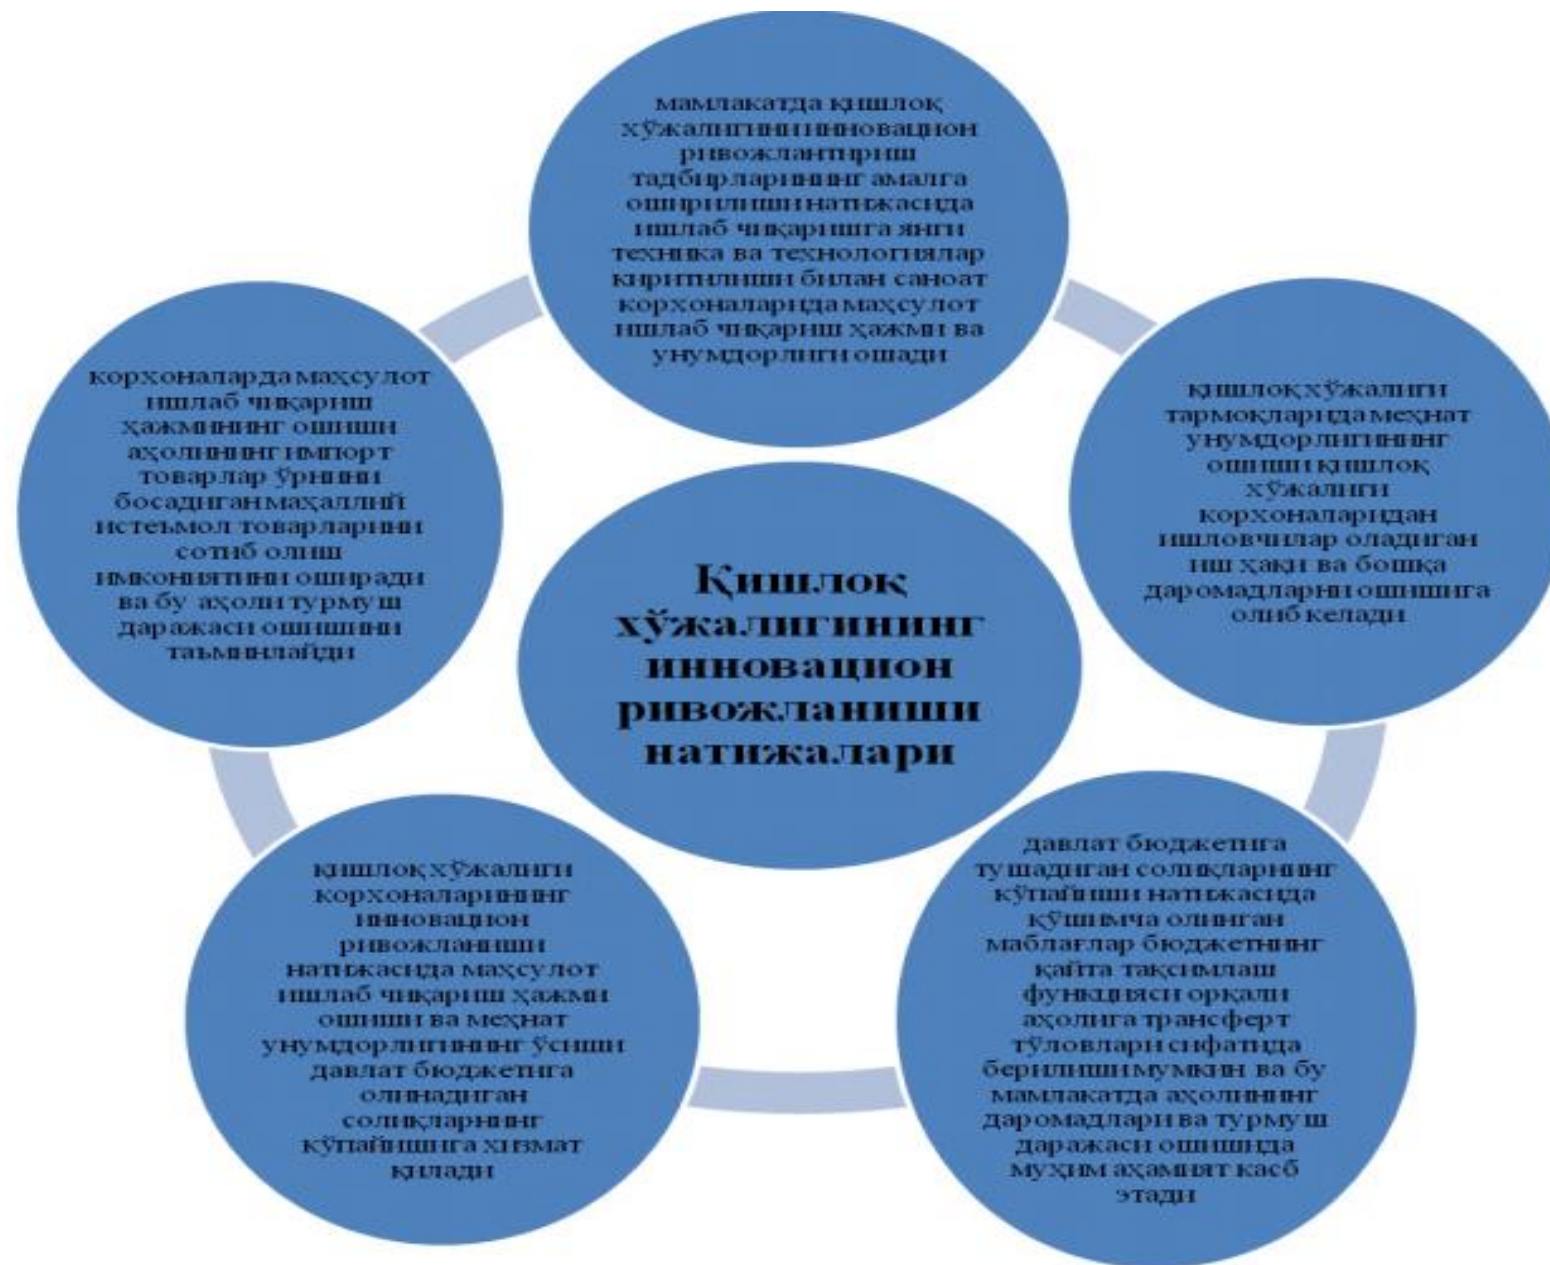 мамлакатда қишлоқ
хўжалигини инновацион
ривожлантириш
тадбирларининг амалга
оширилиши натижасида
ишлаб чиқаришга янги
техника ва технологиялар
киритилиши билан саноат
корхоналарида маҳсулот
ишлаб чиқариш ҳажми ва
унумдорлиги ошади
қишлоқ хўжалиги
тармоқларида меҳнат
унумдорлигининг
ошиши қишлоқ
хўжалиги
корхоналаридан
ишловчилар оладиган
иш ҳақи ва бошқа
даромадларни ошишига
олиб келади
давлат бюджетига
тушадиган солиқларнинг
кўпайиши натижасида
қўшимча олинган
маблағлар бюджетнинг
қайта тақсимлаш
функцияси орқали
аҳолига трансферт
тўловлари сифатида
берилиши мумкин ва бу
мамлакатда аҳолининг
даромадлари ва турмуш
даражаси ошишида
муҳим аҳамият касб
этади
қишлоқ хўжалиги
корхоналарининг
инновацион
ривожланиши
натижасида маҳсулот
ишлаб чиқариш ҳажми
ошиши ва меҳнат
унумдорлигининг ўсиши
давлат бюджетига
олинадиган
солиқларнинг
кўпайишига хизмат
қилади
корхоналарда маҳсулот
ишлаб чиқариш
ҳажмининг ошиши
аҳолининг импорт
товарлар ўрнини
босадиган маҳаллий
истеъмол товарларини
сотиб олиш
имкониятини оширади
ва бу аҳоли турмуш
даражаси ошишини
таъминлайди
Қишлоқ
хўжалигининг
инновацион
ривожланиши
натижалари